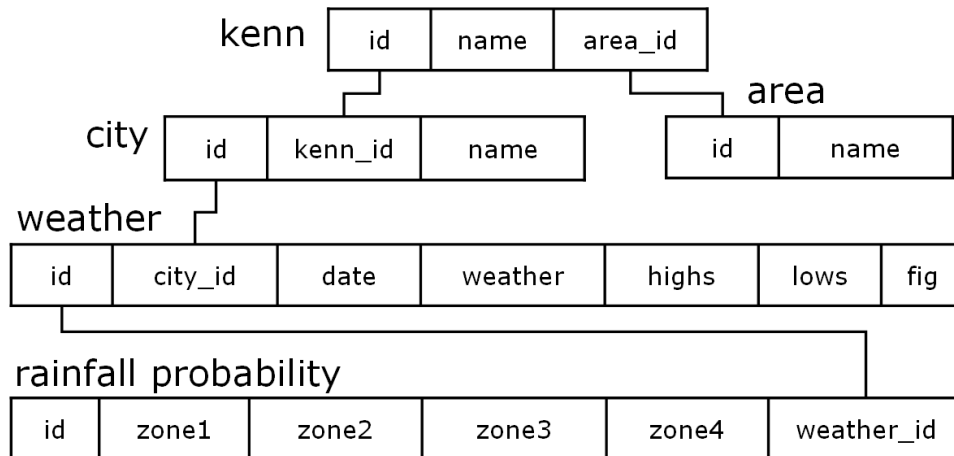 kenn
id name area_id
area
id name
city
id kenn_id name
weather
id city_id date weather highs lows fig
rainfall probability
id zone1 zone2 zone3 zone4 weather_id